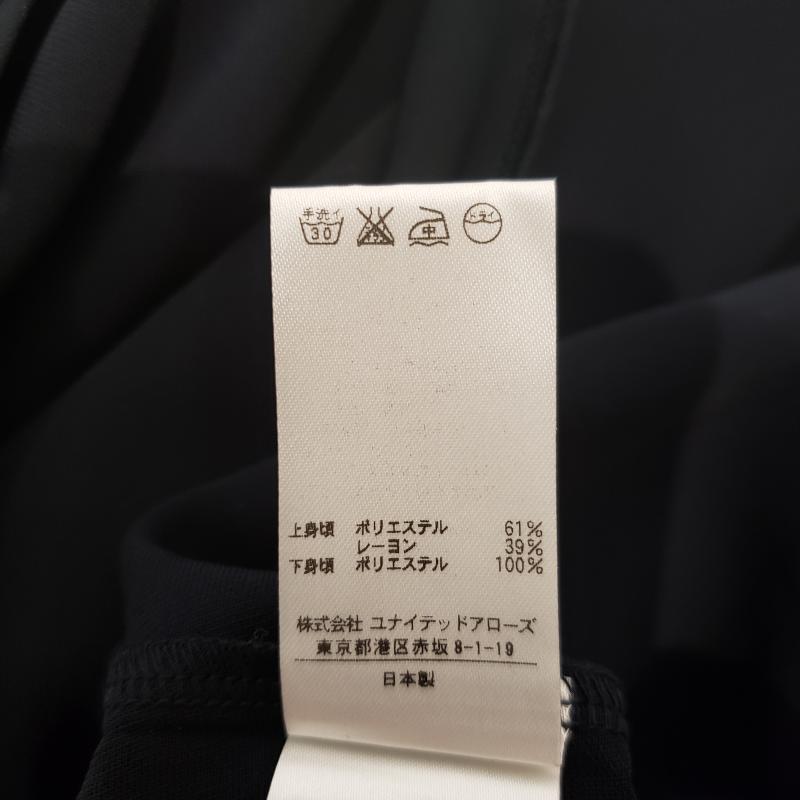 手洗イ 30 中 ドライ
上身頃 ポリエステル 61%
レーヨン 39%
下身頃 ポリエステル 100%
株式会社 ユナイテッドアローズ
東京都港区赤坂 8-1-19
日本製